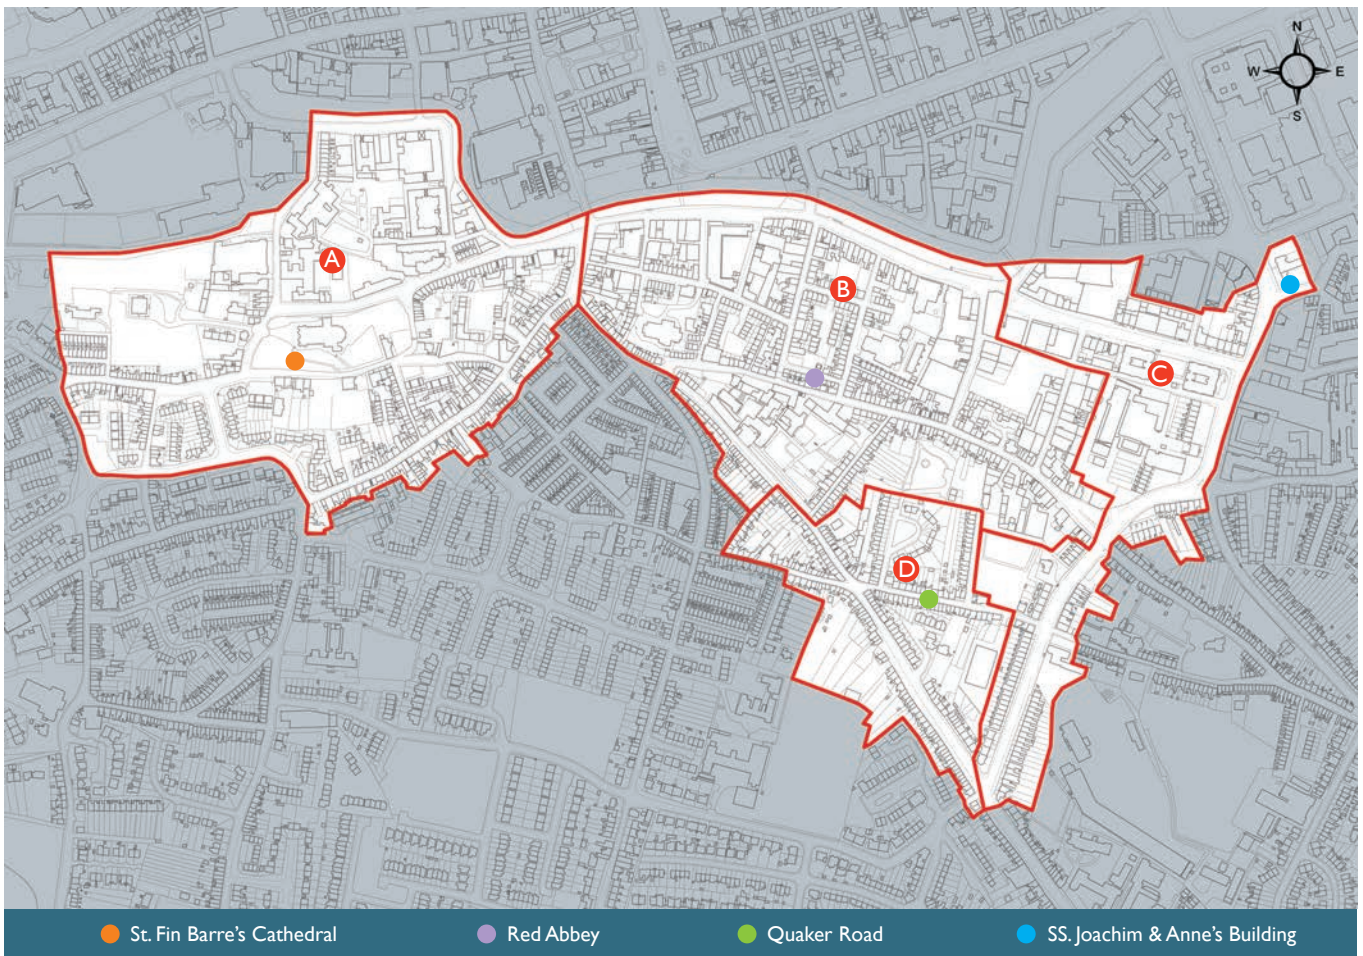 N
W E
S
A
B
C
D
St. Fin Barre's Cathedral
Red Abbey
Quaker Road
SS. Joachim & Anne's Building